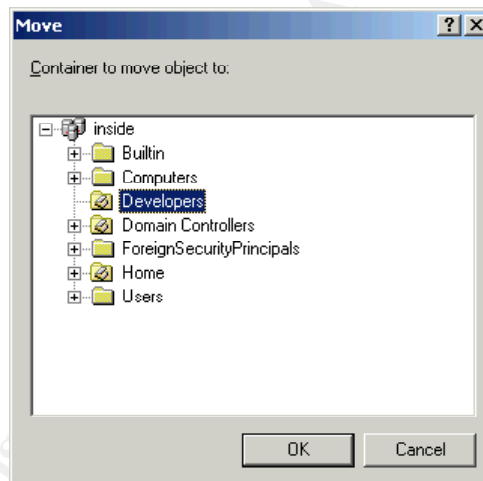 Move
Container to move object to:
inside
Builtin
Computers
Developers
Domain Controllers
ForeignSecurityPrincipals
Home
Users
OK Cancel